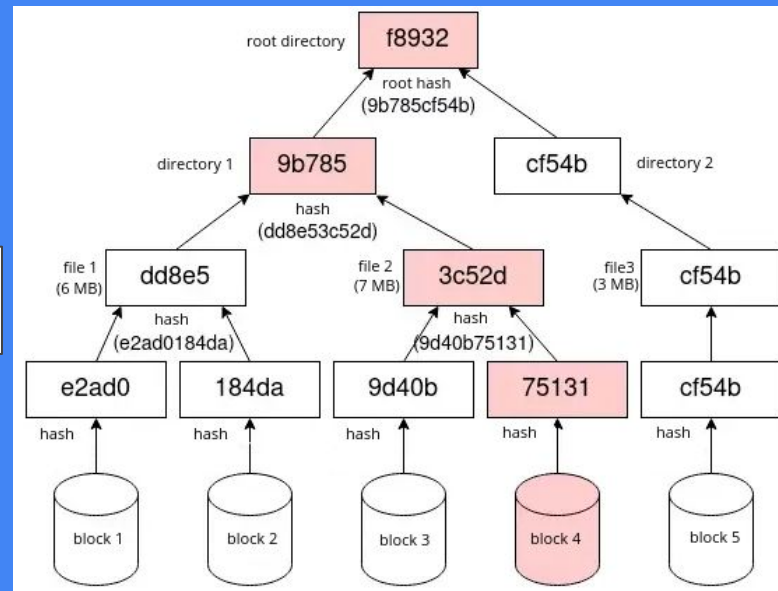 root directory
f8932
root hash
(9b785cf54b)
directory 1
9b785
cf54b
directory 2
hash
(dd8e53c52d)
file 1
(6 MB)
dd8e5
file 2
(7 MB)
3c52d
file3
(3 MB)
cf54b
hash
(e2ad0184da)
hash
(9d40b75131)
e2ad0
184da
9d40b
75131
cf54b
hash
hash
hash
hash
hash
block 1
block 2
block 3
block 4
block 5